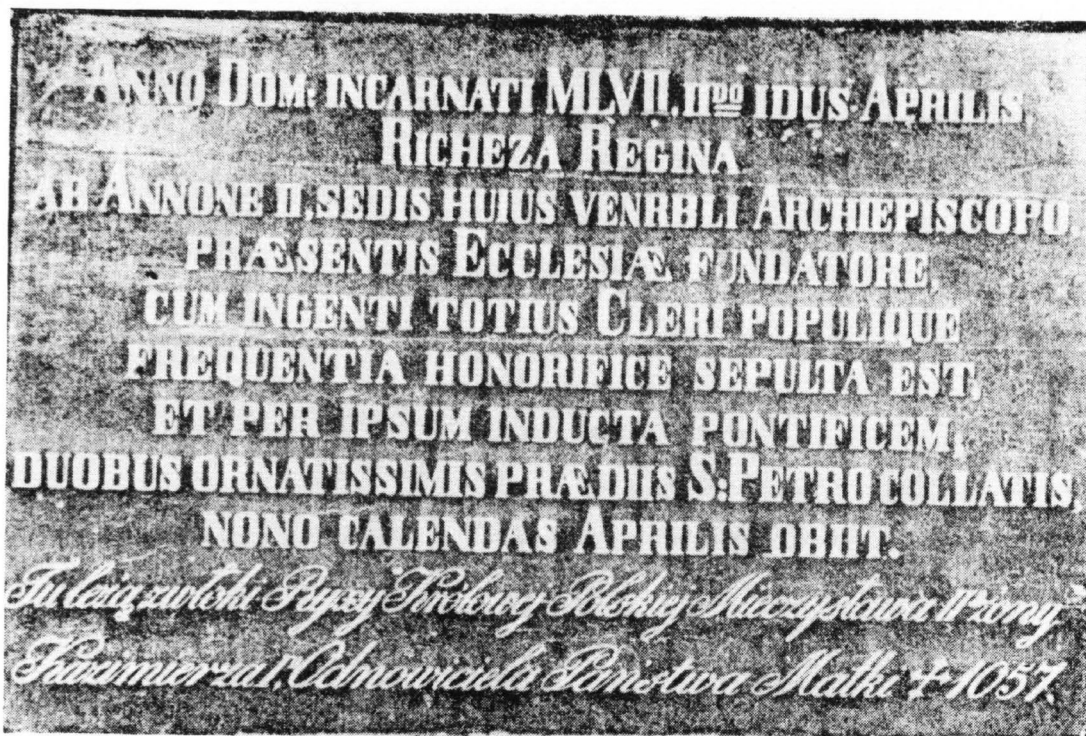 ANNO DOM: INCARNATI MLVII. IIdo IDUS APRILIS
RICHEZA REGINA
AB ANNONE II, SEDIS HUIUS VENRBLI ARCHIEPISCOPO,
PRÆSENTIS ECCLESIÆ FUNDATORE,
CUM INGENTI TOTIUS CLERI POPULIQUE
FREQUENTIA HONORIFICE SEPULTA EST,
ET PER IPSUM INDUCTA PONTIFICEM,
DUOBUS ORNATISSIMIS PRÆDIIS S: PETRO COLLATIS,
NONO CALENDAS APRILIS OBIIT.
Tu leżą zwłoki Ryxy Królowy Polskiej Mieczysława II żony
Kazimierza I. Odnowiciela Państwa Matki † 1057.